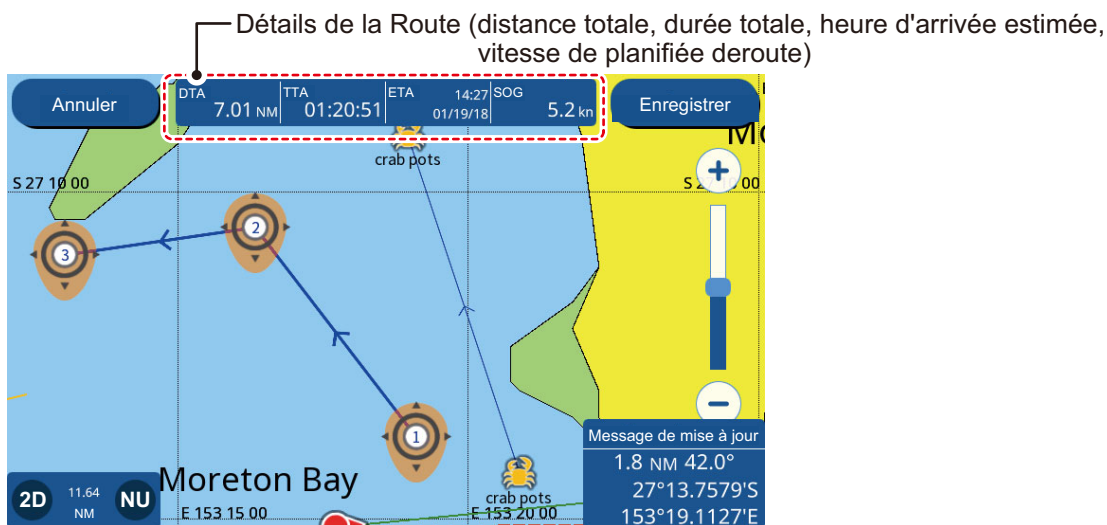 Détails de la Route (distance totale, durée totale, heure d'arrivée estimée,
vitesse de planifiée deroute)
Annuler
DTA 7.01 NM
TTA 01:20:51
ETA 14:27 01/19/18
SOG 5.2 kn
Enregistrer
crab pots
S 27 10 00
S 27 10 00
+
2
3
1
−
Message de mise à jour
1.8 NM 42.0°
27°13.7579'S
153°19.1127'E
Moreton Bay
crab pots
2D
11.64
NM
NU
E 153 15 00
E 153 20 00